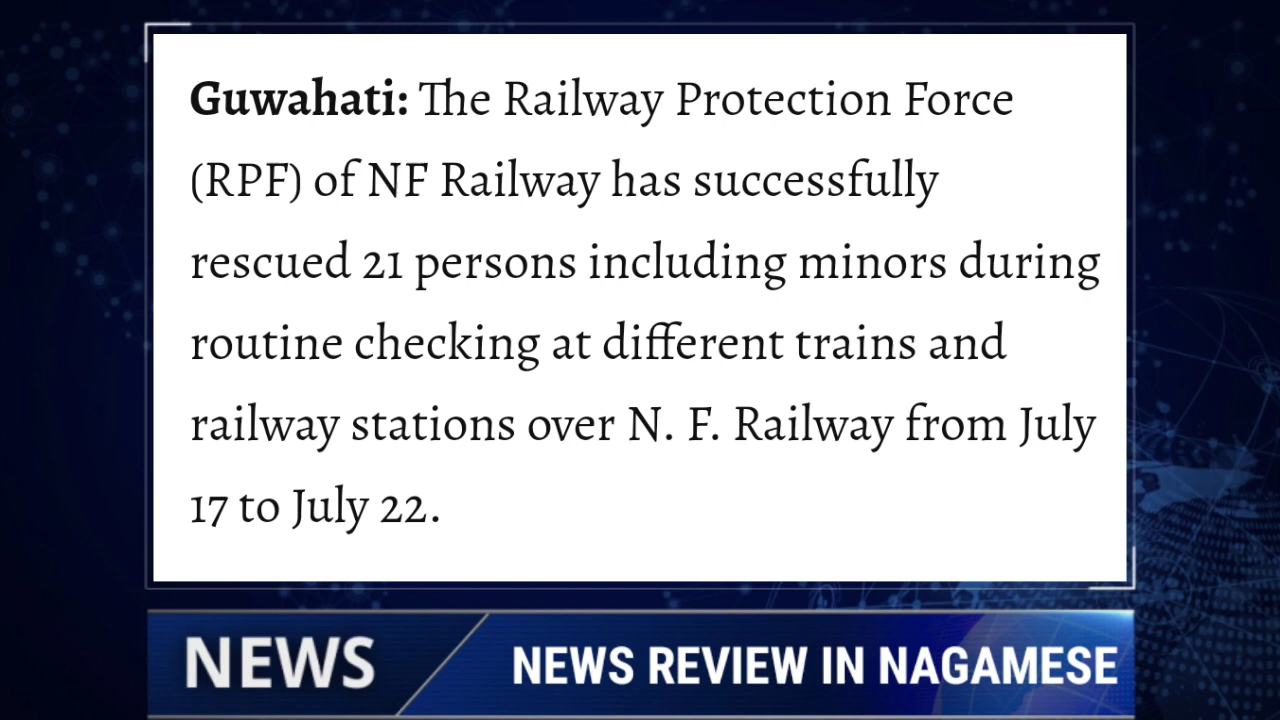 Guwahati: The Railway Protection Force
(RPF) of NF Railway has successfully
rescued 21 persons including minors during
routine checking at different trains and
railway stations over N. F. Railway from July
17 to July 22.
NEWS
NEWS REVIEW IN NAGAMESE